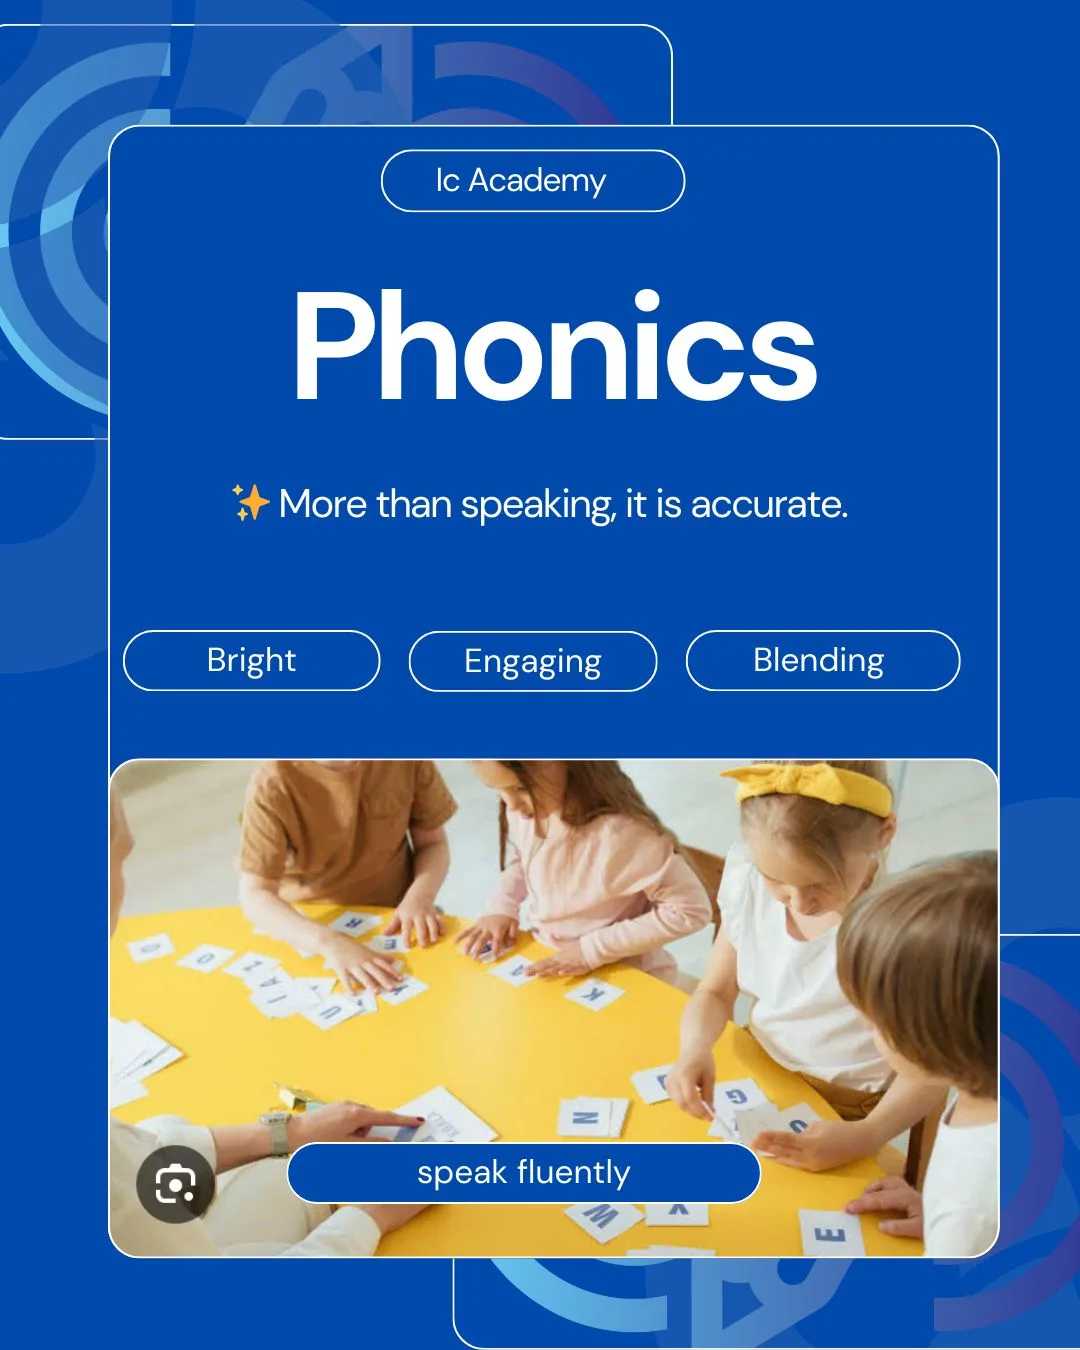 Ic Academy
Phonics
✨ More than speaking, it is accurate.
Bright
Engaging
Blending
R
O
O
Z
A
I
U
K
A
K
G
N
S
speak fluently
W
E